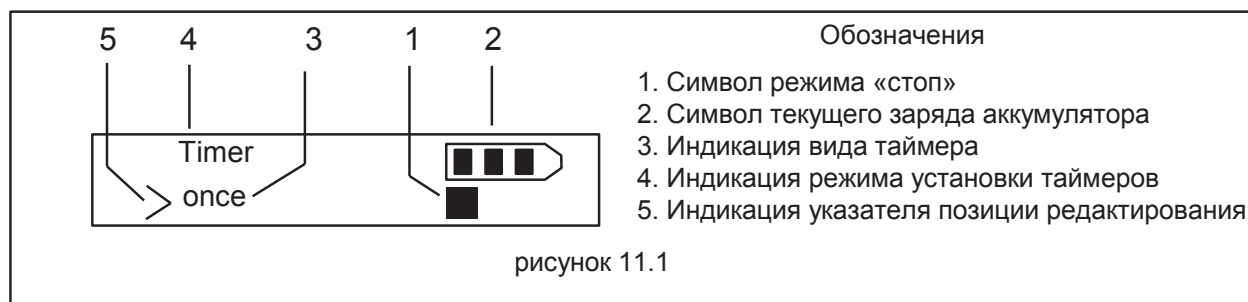 5 4 3 1 2
Обозначения
Timer
once
1. Символ режима «стоп»
2. Символ текущего заряда аккумулятора
3. Индикация вида таймера
4. Индикация режима установки таймеров
5. Индикация указателя позиции редактирования
рисунок 11.1